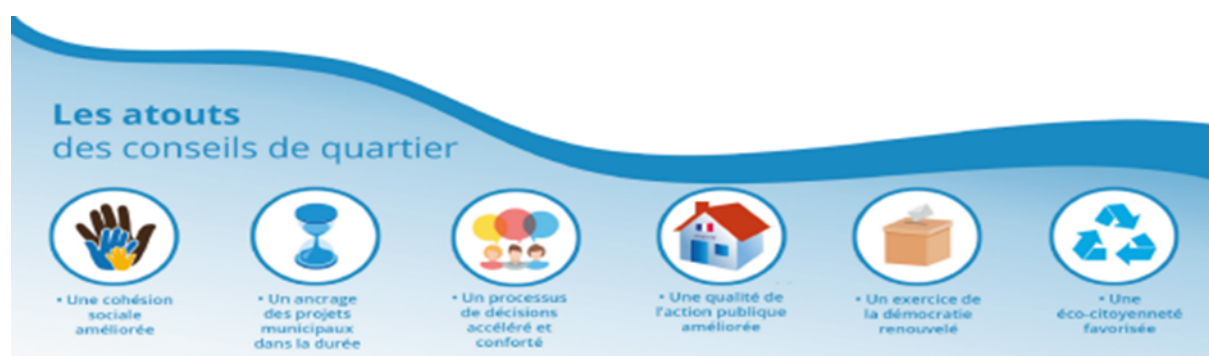 Les atouts
des conseils de quartier
• Une cohésion
sociale
améliorée
• Un ancrage
des projets
municipaux
dans la durée
• Un processus
de décisions
accéléré et
conforté
• Une qualité de
l'action publique
améliorée
• Un exercice de
la démocratie
renouvelé
• Une
éco-citoyenneté
favorisée